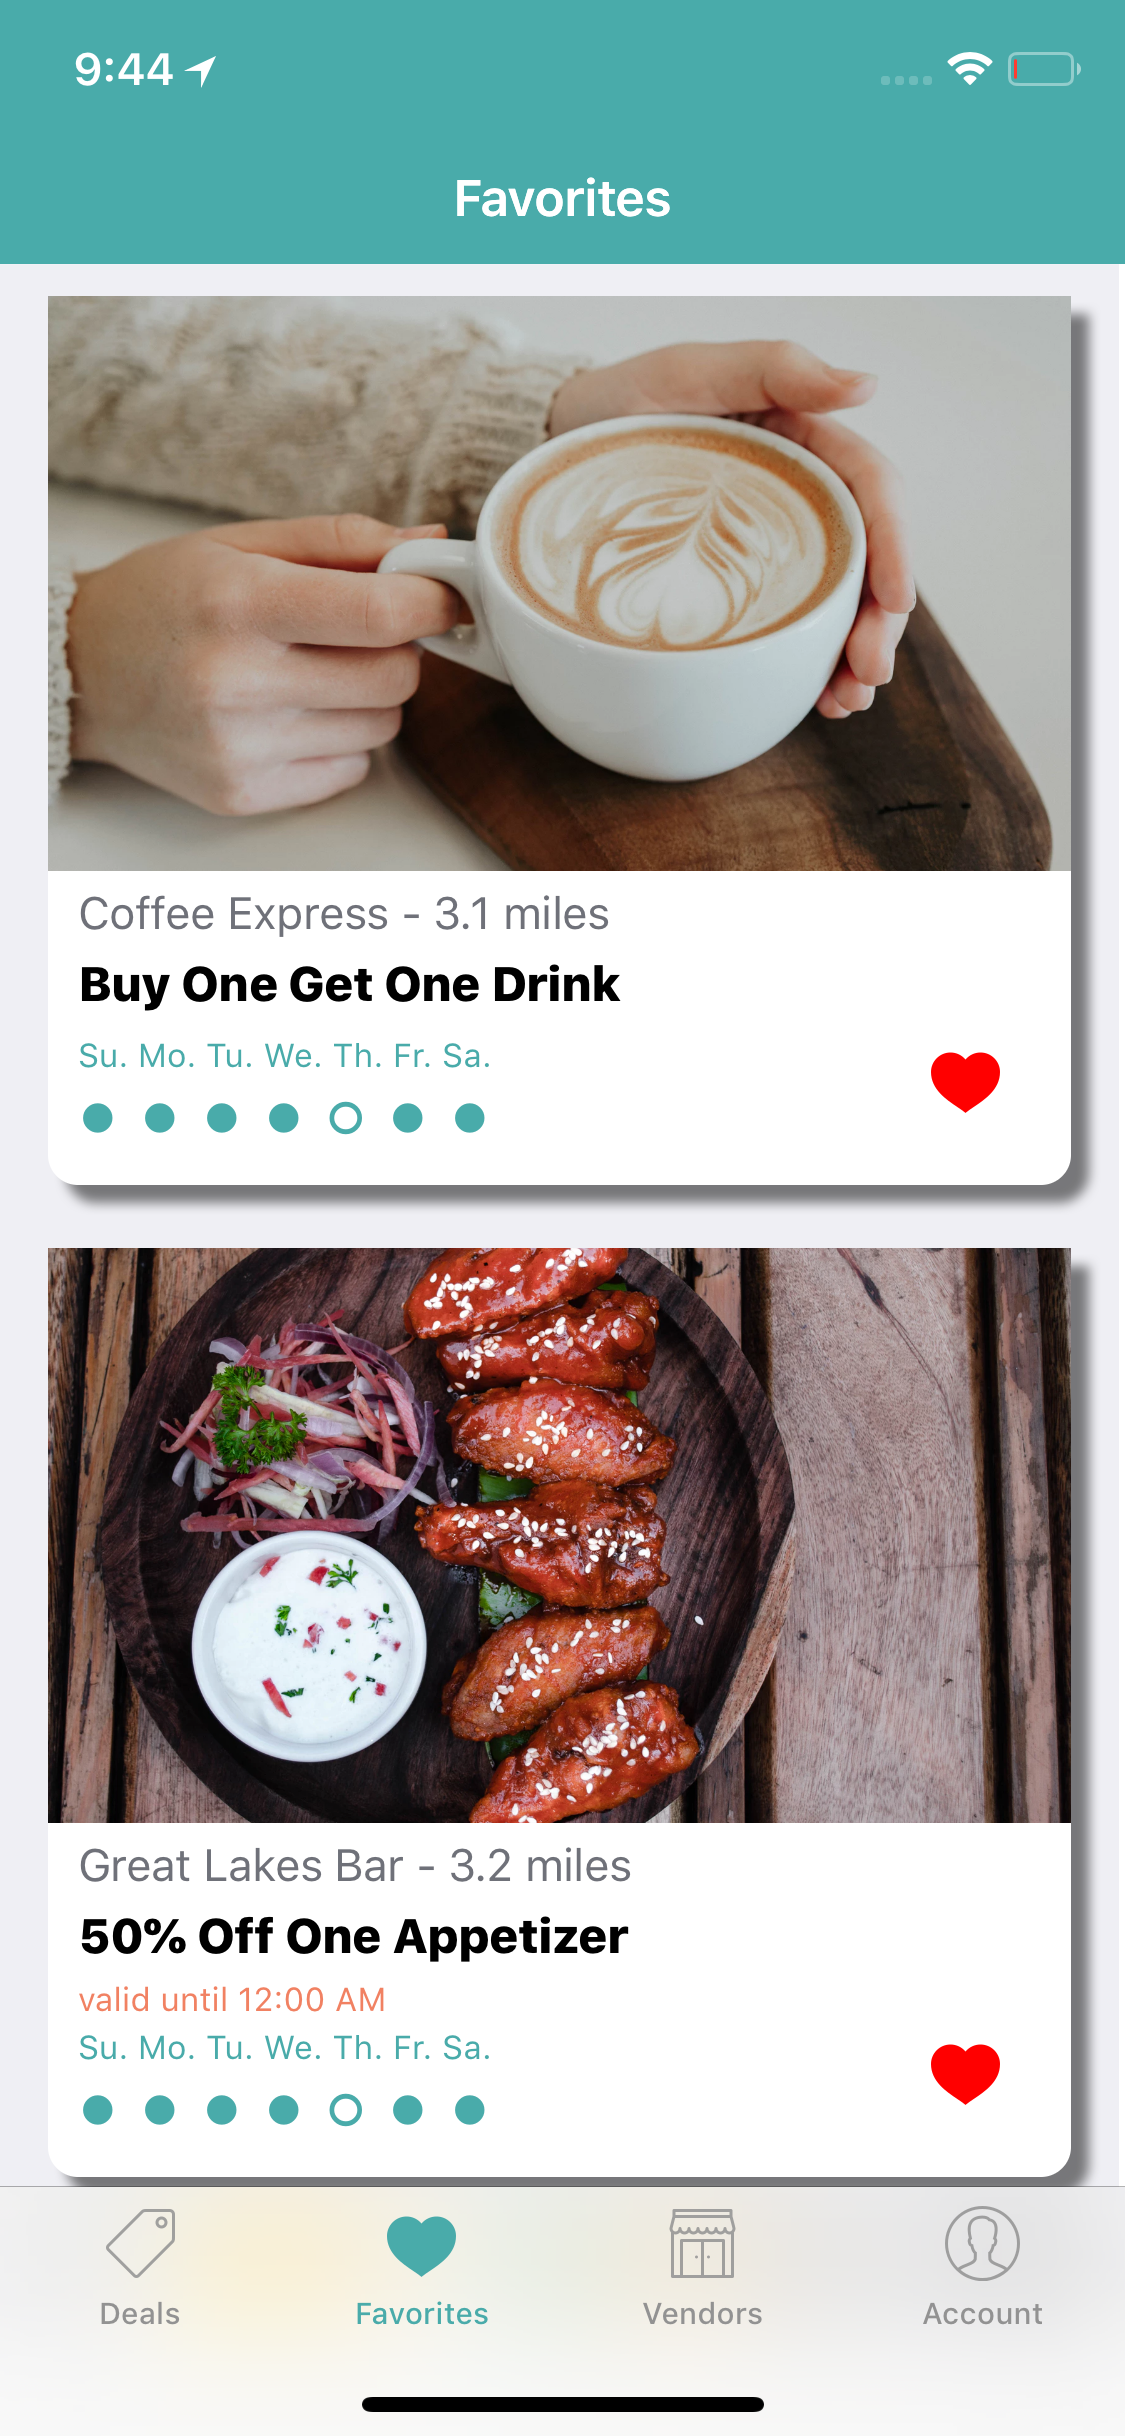 9:44
Favorites
Coffee Express - 3.1 miles
Buy One Get One Drink
Su. Mo. Tu. We. Th. Fr. Sa.
Great Lakes Bar - 3.2 miles
50% Off One Appetizer
valid until 12:00 AM
Su. Mo. Tu. We. Th. Fr. Sa.
Deals Favorites Vendors Account